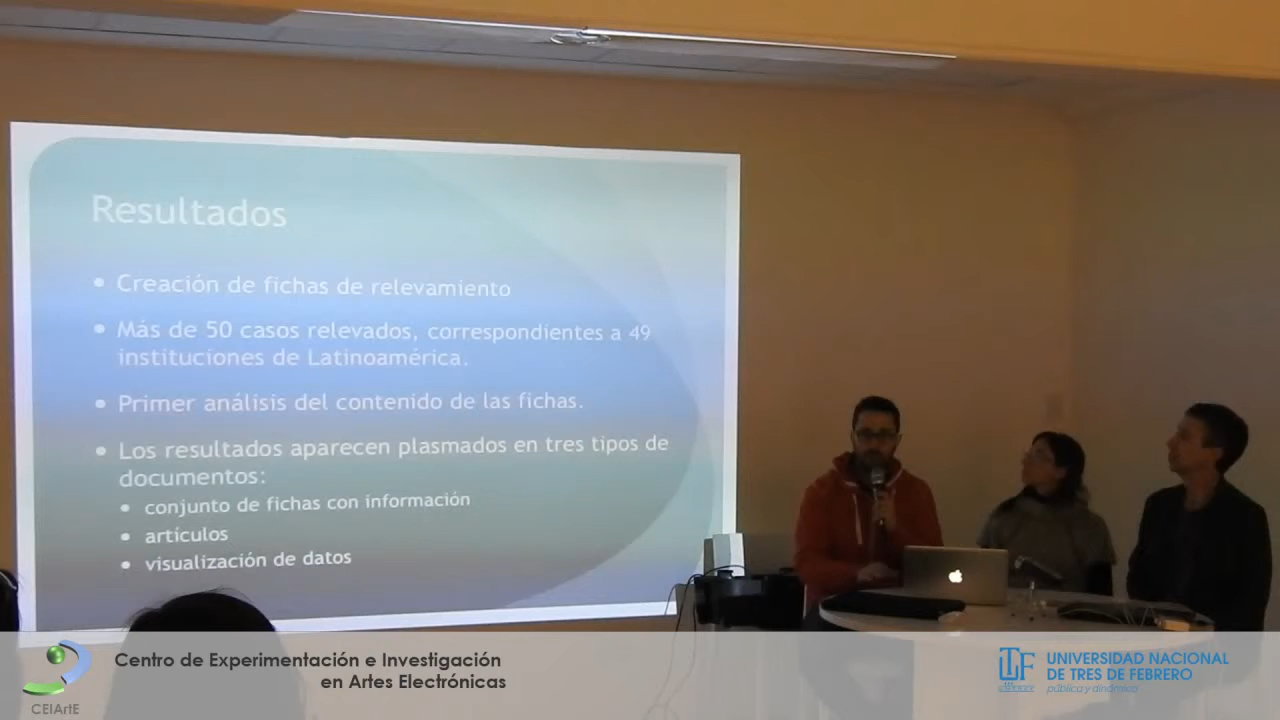 Resultados
• Creación de fichas de relevamiento
• Más de 50 casos relevados, correspondientes a 49
instituciones de Latinoamérica.
• Primer análisis del contenido de las fichas.
• Los resultados aparecen plasmados en tres tipos de
documentos:
• conjunto de fichas con información
• artículos
• visualización de datos
Centro de Experimentación e Investigación
en Artes Electrónicas
CEIArtE
UNIVERSIDAD NACIONAL
DE TRES DE FEBRERO
pública y dinámica